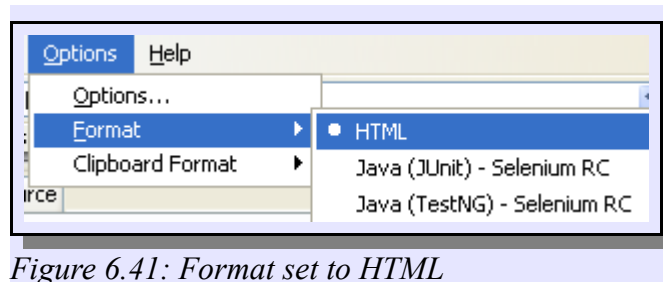 Options Help
Options...
Format HTML
Clipboard Format Java (JUnit) - Selenium RC
Java (TestNG) - Selenium RC
Figure 6.41: Format set to HTML